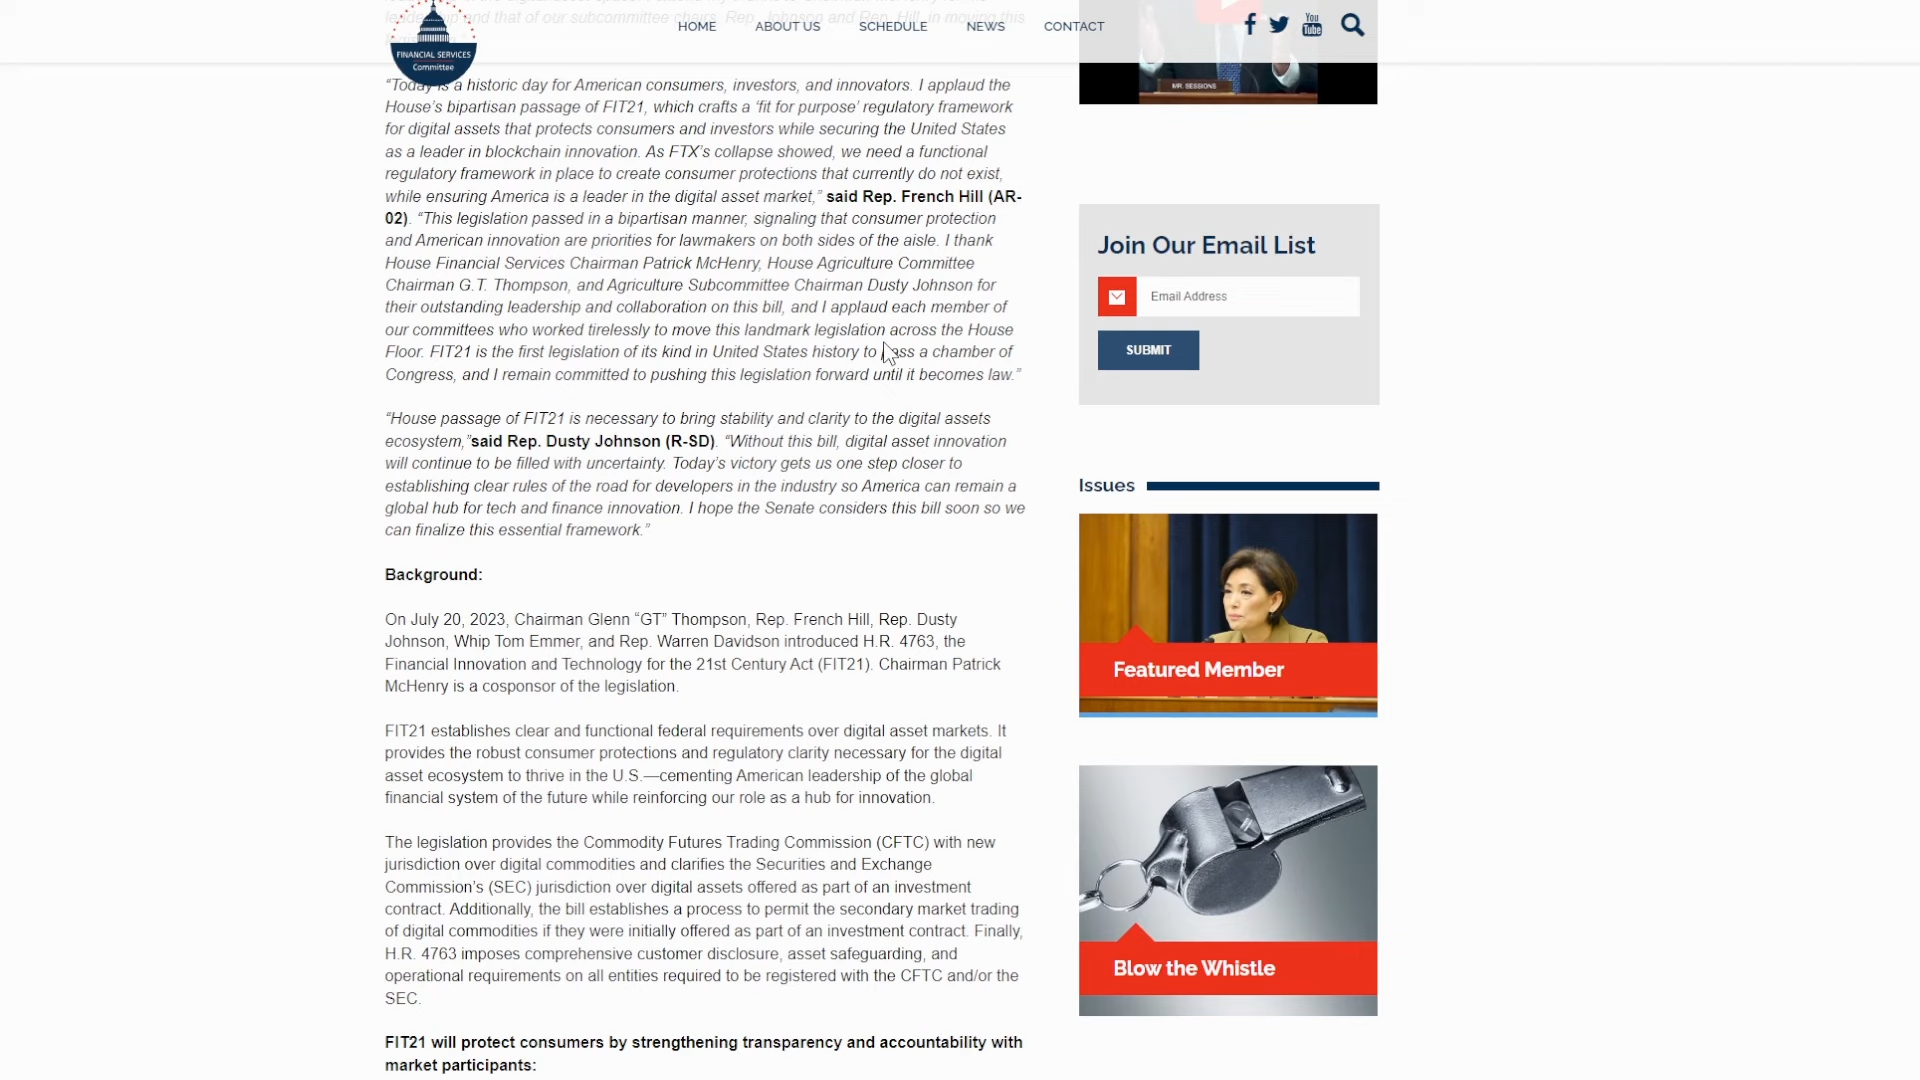 leadership and that of our subcommittee chairs, Rep. Johnson and Rep. Hill, in moving this
HOME
ABOUT US
SCHEDULE
NEWS
CONTACT
You
Tube
FINANCIAL SERVICES
Committee
MR. SESSIONS
“Today is a historic day for American consumers, investors, and innovators. I applaud the
House’s bipartisan passage of FIT21, which crafts a ‘fit for purpose’ regulatory framework
for digital assets that protects consumers and investors while securing the United States
as a leader in blockchain innovation. As FTX’s collapse showed, we need a functional
regulatory framework in place to create consumer protections that currently do not exist,
while ensuring America is a leader in the digital asset market,” said Rep. French Hill (AR-
02). “This legislation passed in a bipartisan manner, signaling that consumer protection
and American innovation are priorities for lawmakers on both sides of the aisle. I thank
House Financial Services Chairman Patrick McHenry, House Agriculture Committee
Chairman G.T. Thompson, and Agriculture Subcommittee Chairman Dusty Johnson for
their outstanding leadership and collaboration on this bill, and I applaud each member of
our committees who worked tirelessly to move this landmark legislation across the House
Floor. FIT21 is the first legislation of its kind in United States history to pass a chamber of
Congress, and I remain committed to pushing this legislation forward until it becomes law.”
“House passage of FIT21 is necessary to bring stability and clarity to the digital assets
ecosystem,”said Rep. Dusty Johnson (R-SD). “Without this bill, digital asset innovation
will continue to be filled with uncertainty. Today’s victory gets us one step closer to
establishing clear rules of the road for developers in the industry so America can remain a
global hub for tech and finance innovation. I hope the Senate considers this bill soon so we
can finalize this essential framework.”
Background:
On July 20, 2023, Chairman Glenn “GT” Thompson, Rep. French Hill, Rep. Dusty
Johnson, Whip Tom Emmer, and Rep. Warren Davidson introduced H.R. 4763, the
Financial Innovation and Technology for the 21st Century Act (FIT21). Chairman Patrick
McHenry is a cosponsor of the legislation.
FIT21 establishes clear and functional federal requirements over digital asset markets. It
provides the robust consumer protections and regulatory clarity necessary for the digital
asset ecosystem to thrive in the U.S.—cementing American leadership of the global
financial system of the future while reinforcing our role as a hub for innovation.
The legislation provides the Commodity Futures Trading Commission (CFTC) with new
jurisdiction over digital commodities and clarifies the Securities and Exchange
Commission’s (SEC) jurisdiction over digital assets offered as part of an investment
contract. Additionally, the bill establishes a process to permit the secondary market trading
of digital commodities if they were initially offered as part of an investment contract. Finally,
H.R. 4763 imposes comprehensive customer disclosure, asset safeguarding, and
operational requirements on all entities required to be registered with the CFTC and/or the
SEC.
FIT21 will protect consumers by strengthening transparency and accountability with
market participants:
Join Our Email List
Email Address
SUBMIT
Issues
Featured Member
Blow the Whistle